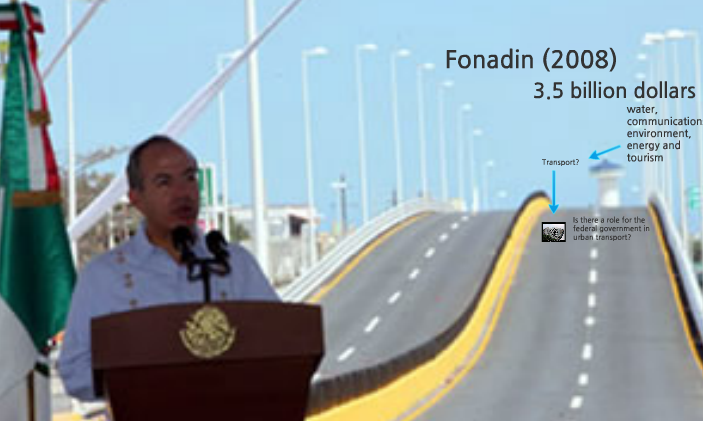 Fonadin (2008)
3.5 billion dollars
water,
communication
environment,
energy and
tourism
Transport?
Is there a role for the
federal government in
urban transport?